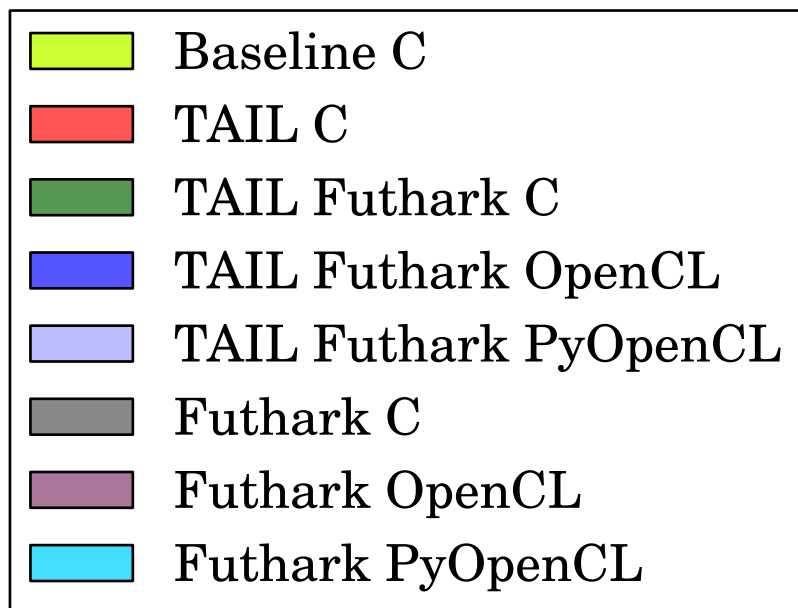 Baseline C
TAIL C
TAIL Futhark C
TAIL Futhark OpenCL
TAIL Futhark PyOpenCL
Futhark C
Futhark OpenCL
Futhark PyOpenCL